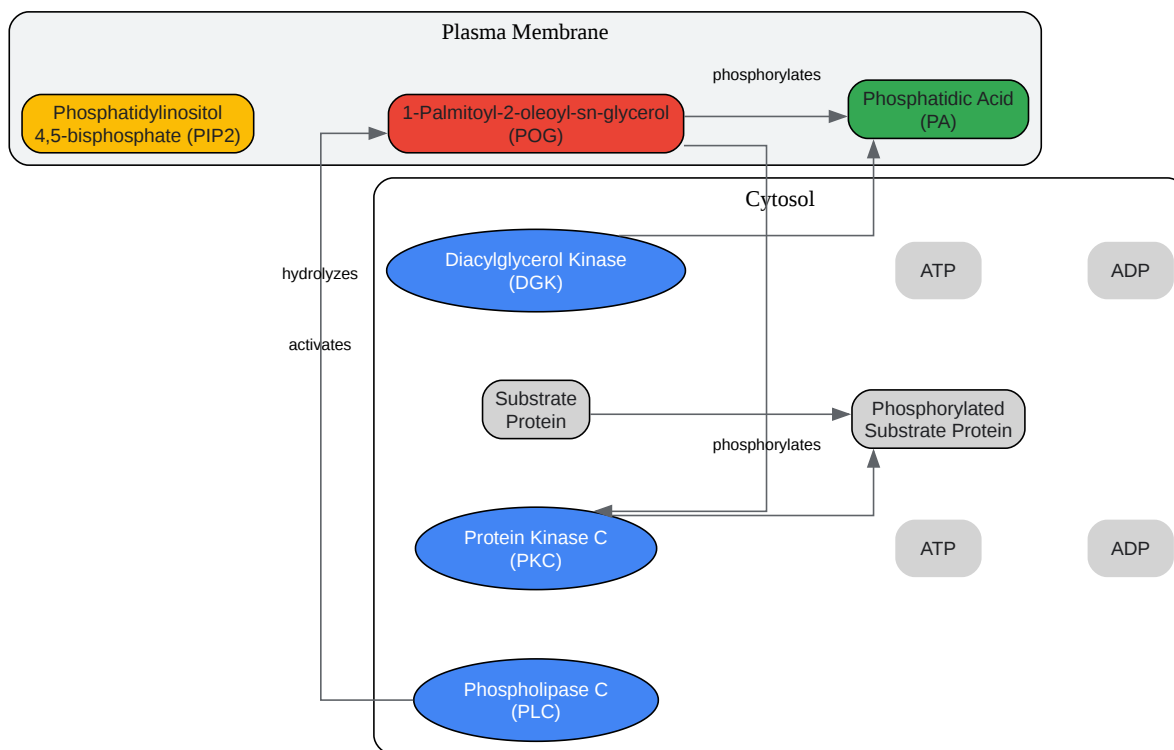 Plasma Membrane
phosphorylates
Phosphatidylinositol
4,5-bisphosphate (PIP2)
1-Palmitoyl-2-oleoyl-sn-glycerol
(POG)
Phosphatidic Acid
(PA)
Cytosol
Diacylglycerol Kinase
(DGK)
ATP
ADP
hydrolyzes
activates
Substrate
Protein
Phosphorylated
Substrate Protein
phosphorylates
Protein Kinase C
(PKC)
ATP
ADP
Phospholipase C
(PLC)